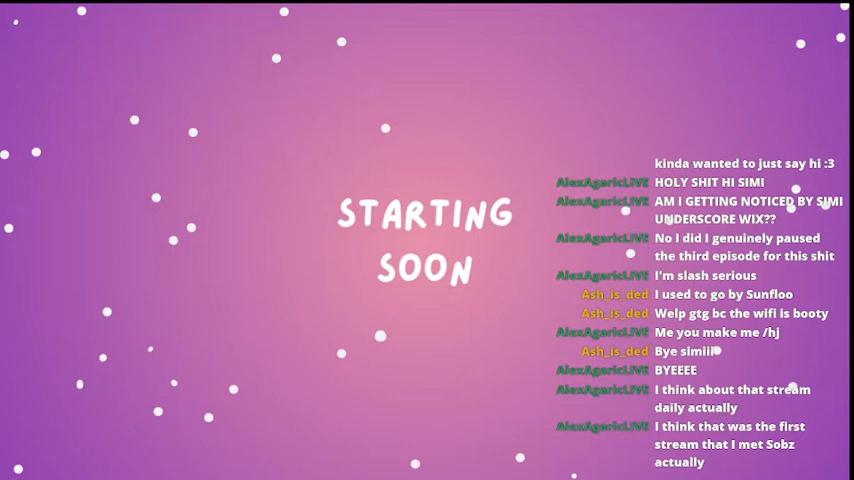 STARTING
SOON
kinda wanted to just say hi :3
AlexAgaricLIVE HOLY SHIT HI SIMI
AlexAgaricLIVE AM I GETTING NOTICED BY SIMI
UNDERSCORE WIX??
AlexAgaricLIVE No I did I genuinely paused
the third episode for this shit
AlexAgaricLIVE I'm slash serious
Ash_is_ded I used to go by Sunfloo
Ash_is_ded Welp gtg bc the wifi is booty
AlexAgaricLIVE Me you make me /hj
Ash_is_ded Bye simiii
AlexAgaricLIVE BYEEEE
AlexAgaricLIVE I think about that stream
daily actually
AlexAgaricLIVE I think that was the first
stream that I met Sobz
actually